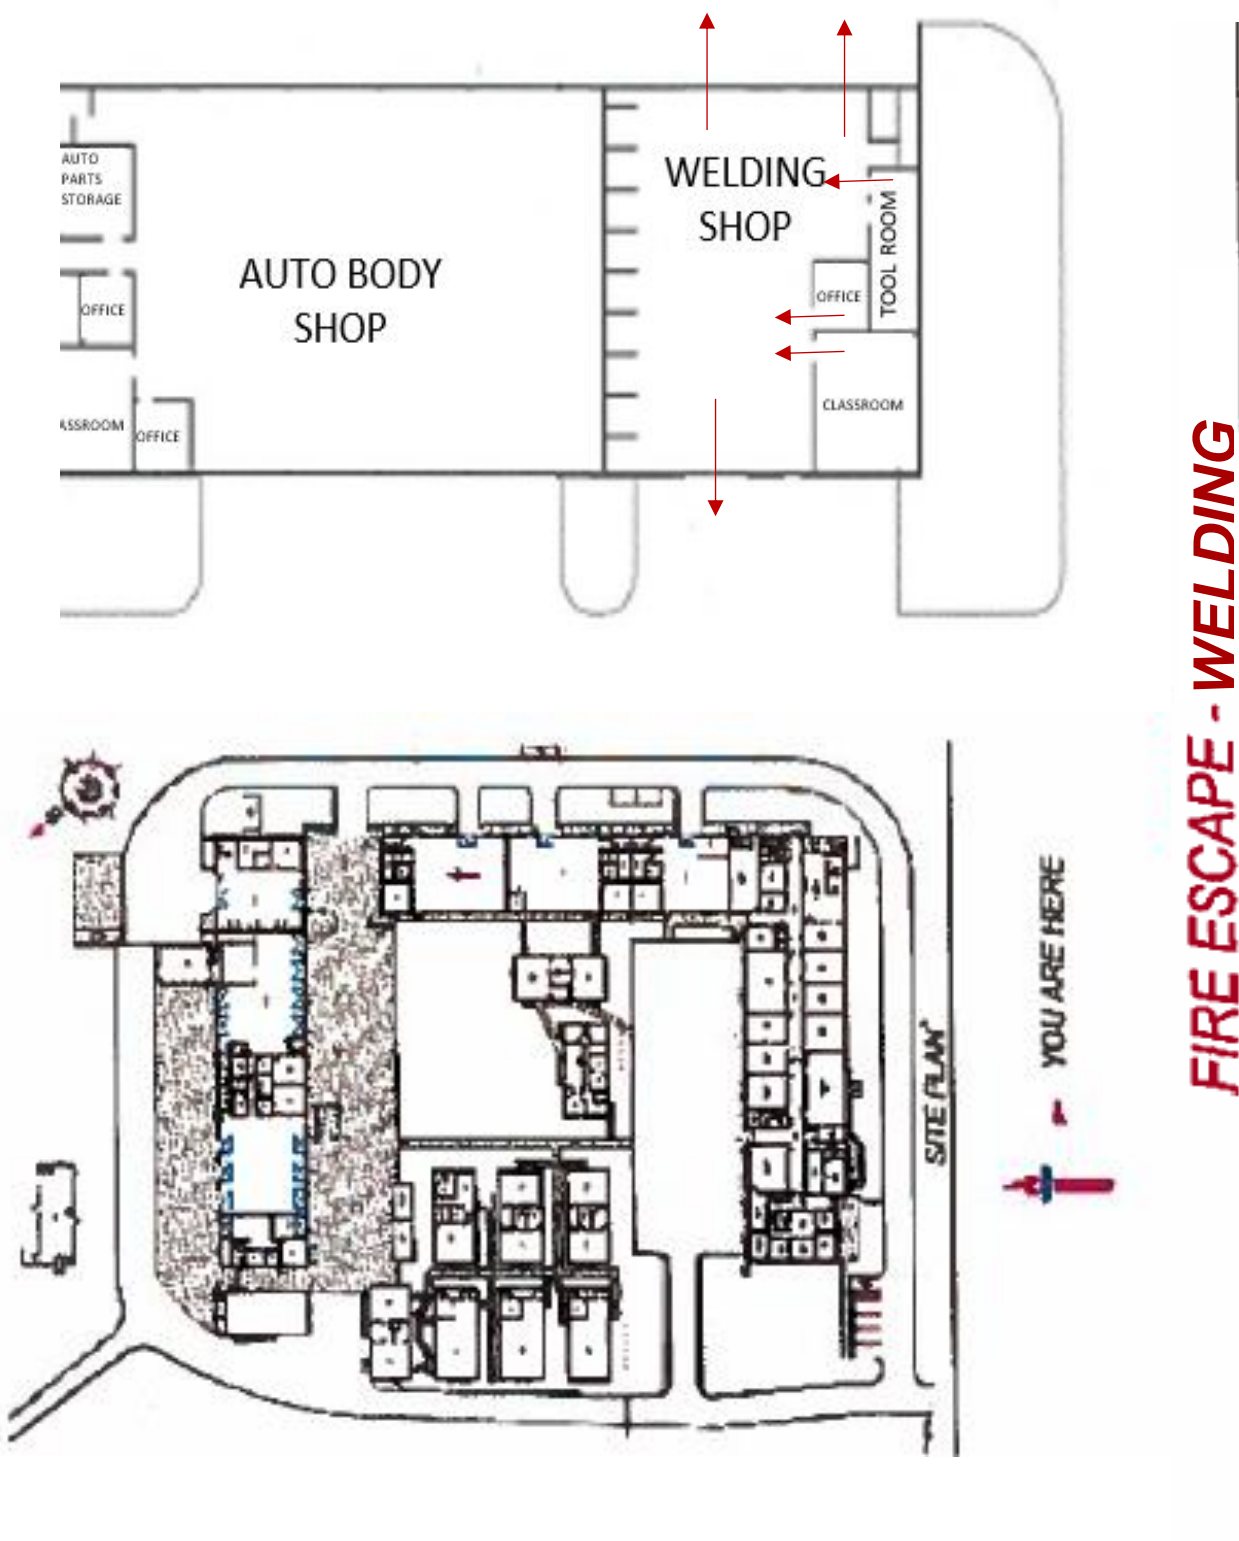 AUTO
PARTS
STORAGE
OFFICE
ASSROOM
OFFICE
AUTO BODY
SHOP
WELDING
SHOP
TOOL ROOM
OFFICE
CLASSROOM
FIRE ESCAPE - WELDING
YOU ARE HERE
SITE PLAN